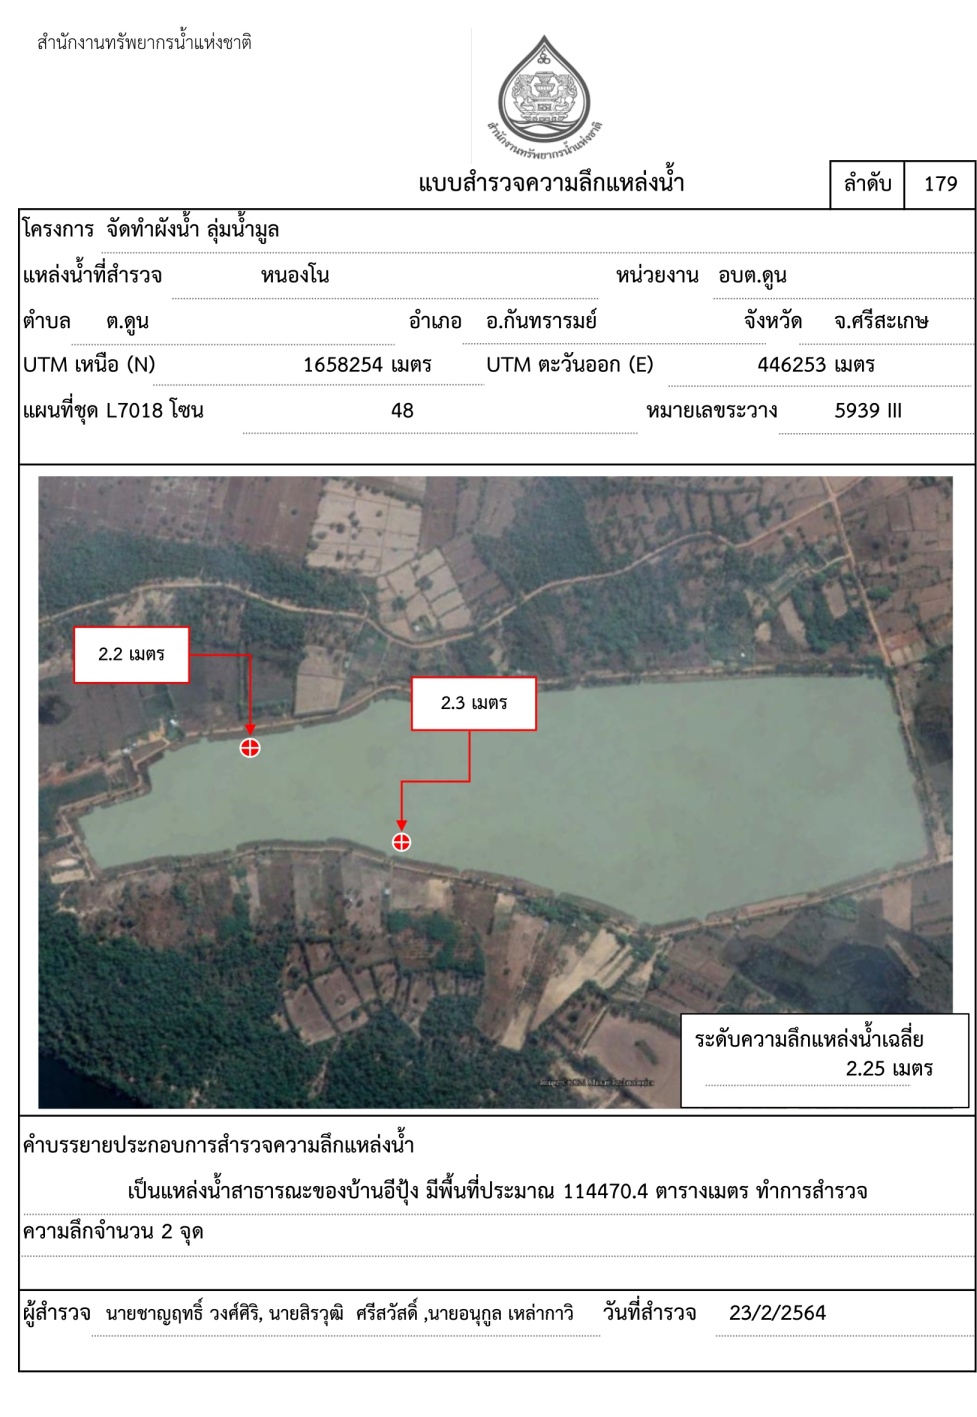 สำนักงานทรัพยากรน้ำแห่งชาติ
สำนักงานทรัพยากรน้ำแห่งชาติ
แบบสำรวจความลึกแหล่งน้ำ
ลำดับ 179
โครงการ จัดทำผังน้ำ ลุ่มน้ำมูล
แหล่งน้ำที่สำรวจ หนองโน หน่วยงาน อบต.ดูน
ตำบล ต.ดูน อำเภอ อ.กันทรารมย์ จังหวัด จ.ศรีสะเกษ
UTM เหนือ (N) 1658254 เมตร UTM ตะวันออก (E) 446253 เมตร
แผนที่ชุด L7018 โซน 48 หมายเลขระวาง 5939 III
2.2 เมตร
2.3 เมตร
ระดับความลึกแหล่งน้ำเฉลี่ย
2.25 เมตร
คำบรรยายประกอบการสำรวจความลึกแหล่งน้ำ
เป็นแหล่งน้ำสาธารณะของบ้านอีปุ้ง มีพื้นที่ประมาณ 114470.4 ตารางเมตร ทำการสำรวจ
ความลึกจำนวน 2 จุด
ผู้สำรวจ นายชาญฤทธิ์ วงศ์ศิริ, นายสิรวุฒิ ศรีสวัสดิ์ ,นายอนุกูล เหล่ากาวิ วันที่สำรวจ 23/2/2564